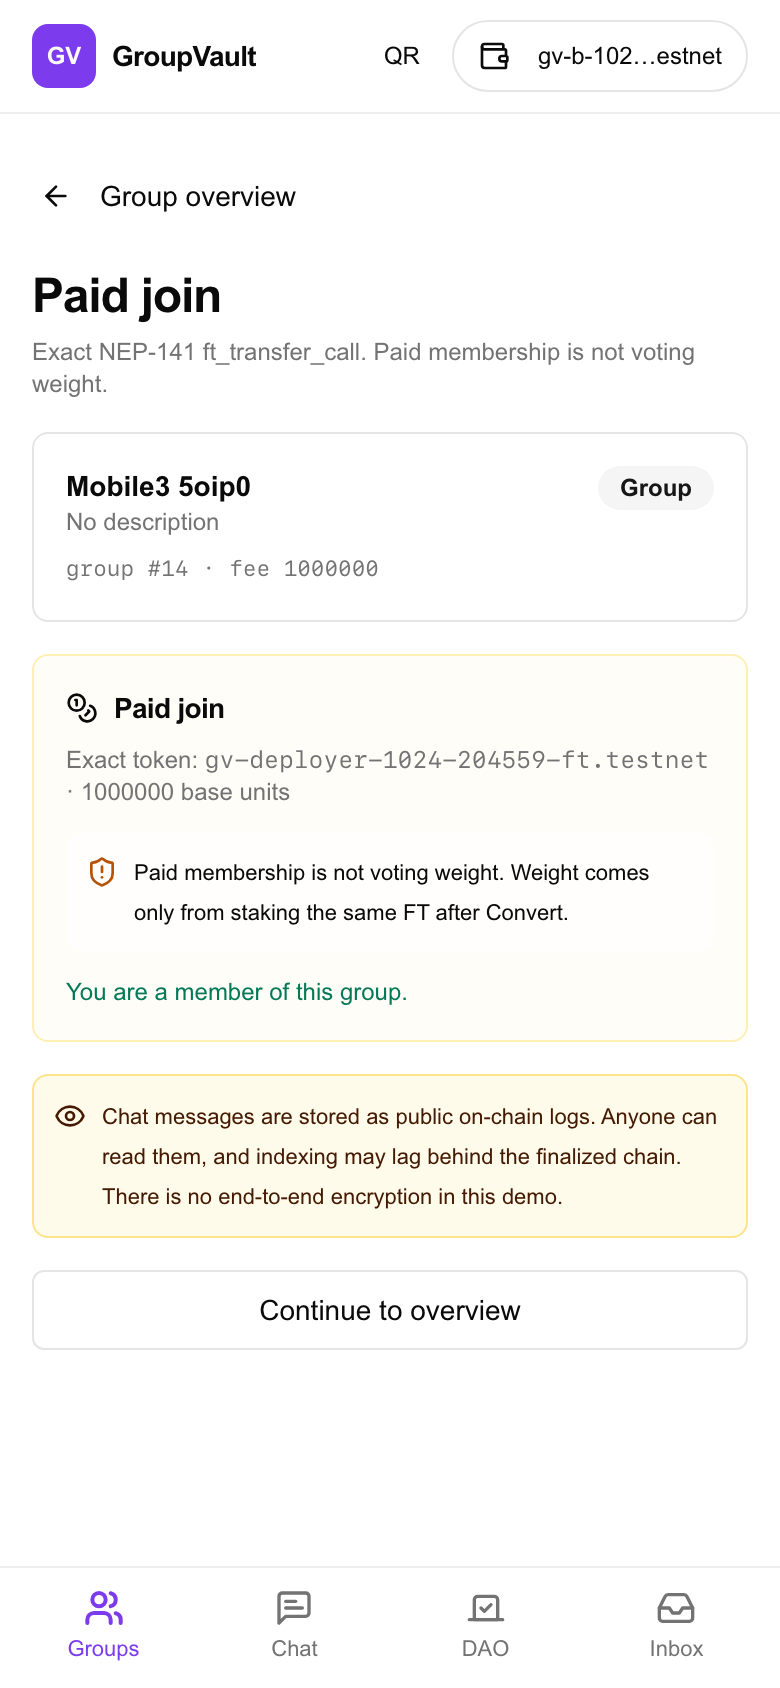 GV
GroupVault
QR
gv-b-102…estnet
Group overview
Paid join
Exact NEP-141 ft_transfer_call. Paid membership is not voting
weight.
Mobile3 5oip0
Group
No description
group #14 · fee 1000000
Paid join
Exact token: gv-deployer-1024-204559-ft.testnet
· 1000000 base units
Paid membership is not voting weight. Weight comes
only from staking the same FT after Convert.
You are a member of this group.
Chat messages are stored as public on-chain logs. Anyone can
read them, and indexing may lag behind the finalized chain.
There is no end-to-end encryption in this demo.
Continue to overview
Groups
Chat
DAO
Inbox